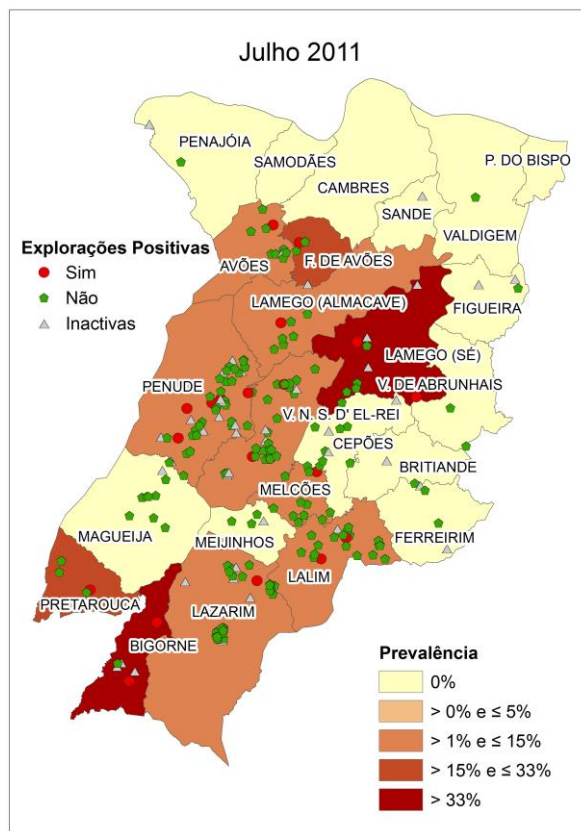 Julho 2011
PENAJÓIA
SAMODÃES
P. DO BISPO
CAMBRES
SANDE
VALDIGEM
Explorações Positivas
Sim
Não
Inactivas
AVÕES
F. DE AVÕES
FIGUEIRA
LAMEGO (ALMACAVE)
LAMEGO (SÉ)
PENUDE
V. DE ABRUNHAIS
V. N. S. D' EL-REI
CEPÕES
BRITIANDE
MELCÕES
MAGUEIJA
MEIJINHOS
FERREIRIM
LALIM
PRETAROUCA
LAZARIM
BIGORNE
Prevalência
0%
> 0% e ≤ 5%
> 1% e ≤ 15%
> 15% e ≤ 33%
> 33%